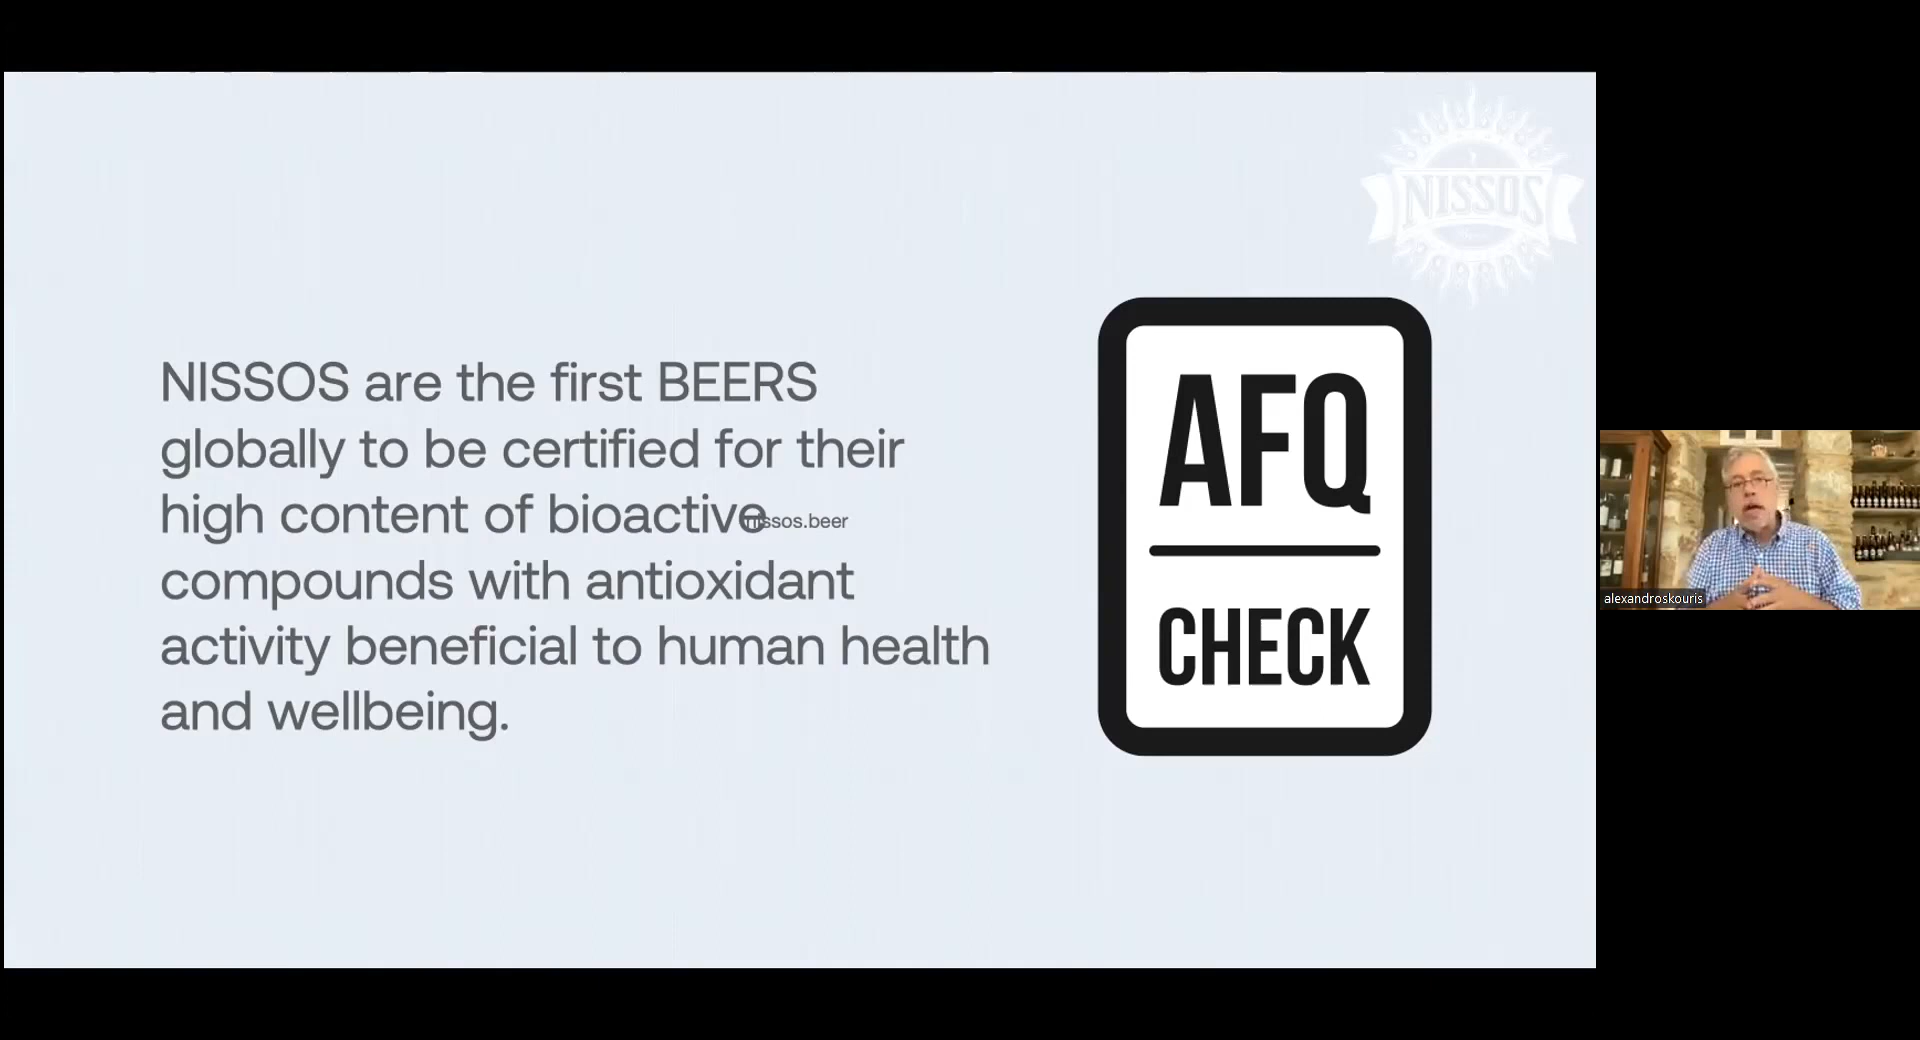 NISSOS
NISSOS are the first BEERS
globally to be certified for their
high content of bioactive
nissos.beer
compounds with antioxidant
activity beneficial to human health
and wellbeing.
AFQ
CHECK
alexandroskouris